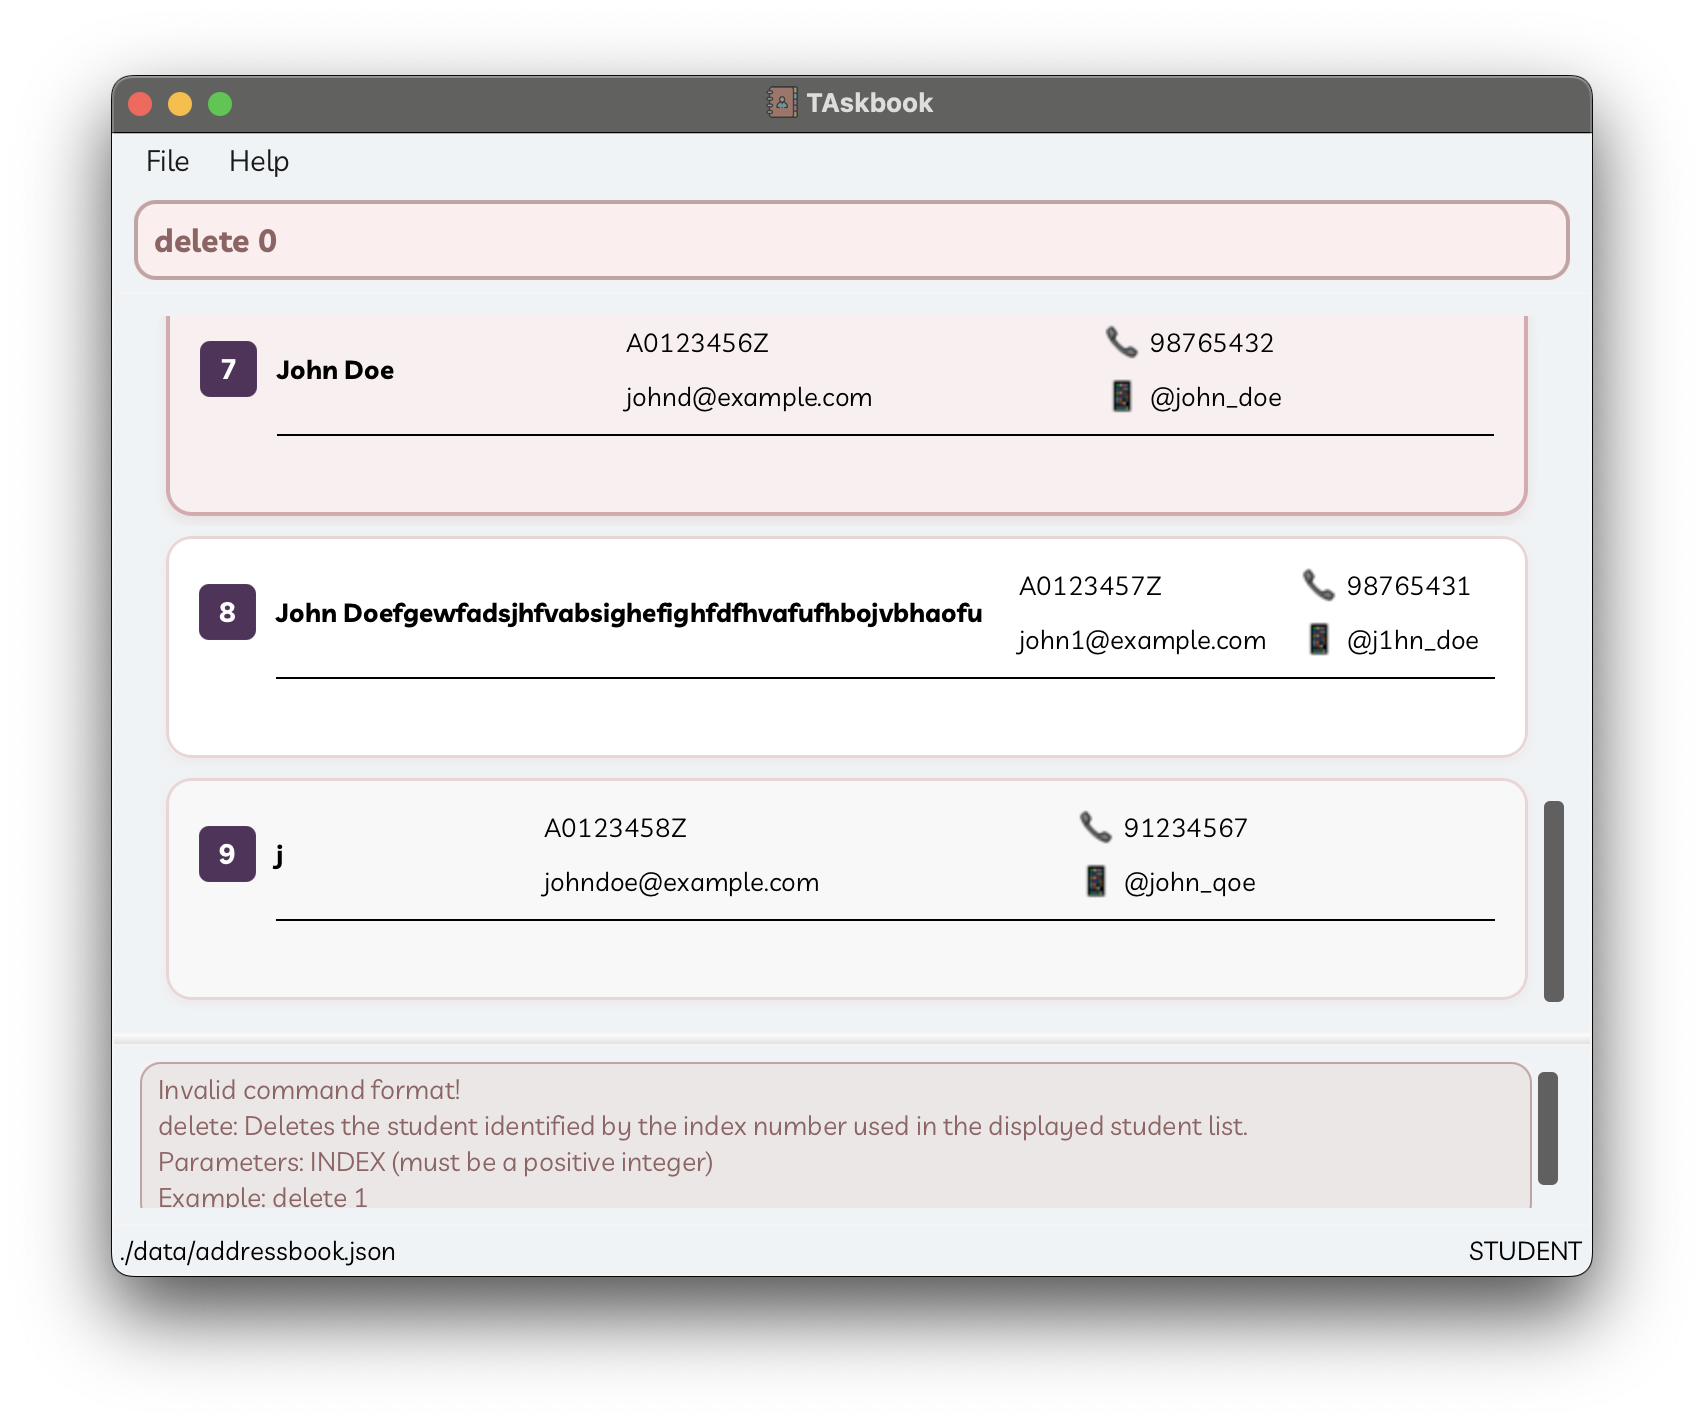 TAskbook
File Help
delete 0
7 John Doe
A0123456Z
98765432
johnd@example.com
@john_doe
8 John Doefgewfadsjhfvabsighefighfdfhvafufhbojvbhaofu
A0123457Z
98765431
john1@example.com
@j1hn_doe
9 j
A0123458Z
91234567
johndoe@example.com
@john_qoe
Invalid command format!
delete: Deletes the student identified by the index number used in the displayed student list.
Parameters: INDEX (must be a positive integer)
Example: delete 1
./data/addressbook.json
STUDENT